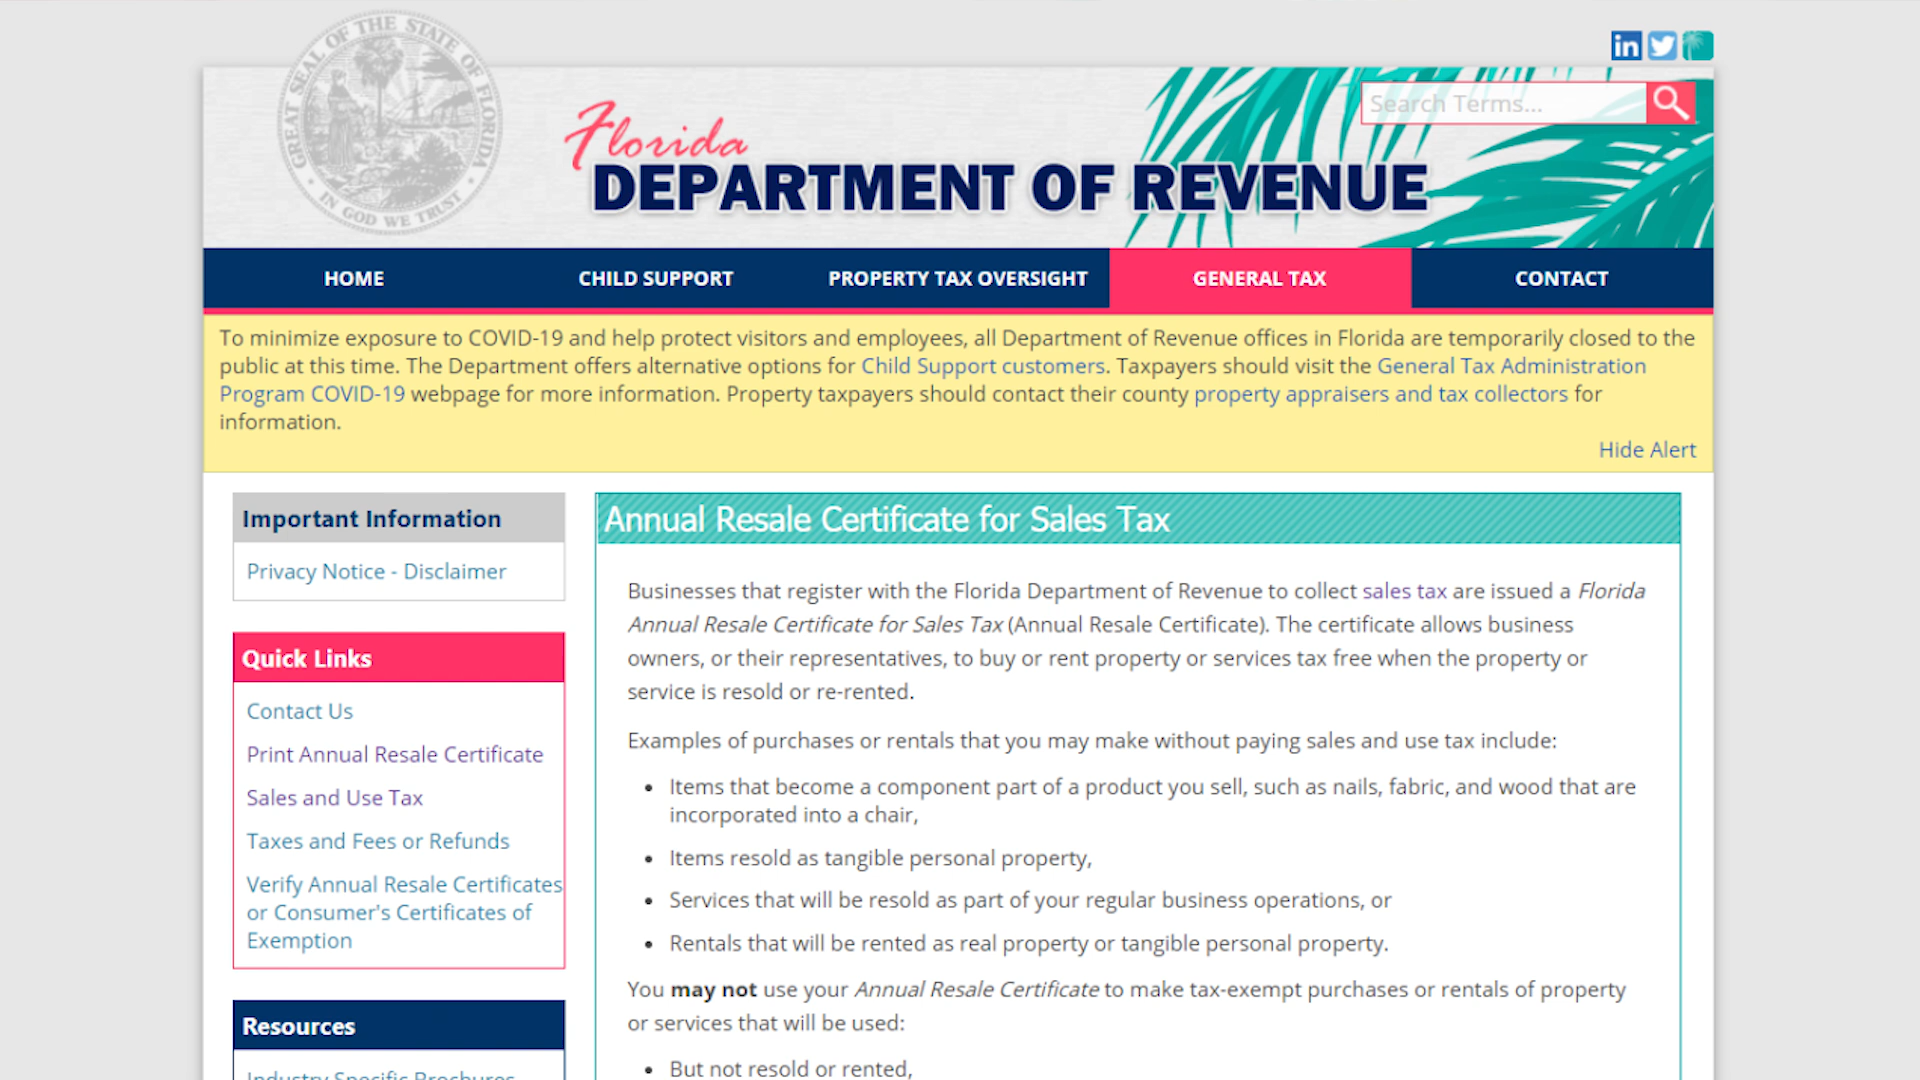 GREAT SEAL OF THE STATE OF FLORIDA
IN GOD WE TRUST
in
Search Terms...
Florida
DEPARTMENT OF REVENUE
HOME
CHILD SUPPORT
PROPERTY TAX OVERSIGHT
GENERAL TAX
CONTACT
To minimize exposure to COVID-19 and help protect visitors and employees, all Department of Revenue offices in Florida are temporarily closed to the
public at this time. The Department offers alternative options for Child Support customers. Taxpayers should visit the General Tax Administration
Program COVID-19 webpage for more information. Property taxpayers should contact their county property appraisers and tax collectors for
information.
Hide Alert
Important Information
Privacy Notice - Disclaimer
Quick Links
Contact Us
Print Annual Resale Certificate
Sales and Use Tax
Taxes and Fees or Refunds
Verify Annual Resale Certificates
or Consumer's Certificates of
Exemption
Resources
Industry Specific Brochures
Annual Resale Certificate for Sales Tax
Businesses that register with the Florida Department of Revenue to collect sales tax are issued a Florida
Annual Resale Certificate for Sales Tax (Annual Resale Certificate). The certificate allows business
owners, or their representatives, to buy or rent property or services tax free when the property or
service is resold or re-rented.
Examples of purchases or rentals that you may make without paying sales and use tax include:
• Items that become a component part of a product you sell, such as nails, fabric, and wood that are
incorporated into a chair,
• Items resold as tangible personal property,
• Services that will be resold as part of your regular business operations, or
• Rentals that will be rented as real property or tangible personal property.
You may not use your Annual Resale Certificate to make tax-exempt purchases or rentals of property
or services that will be used:
• But not resold or rented,